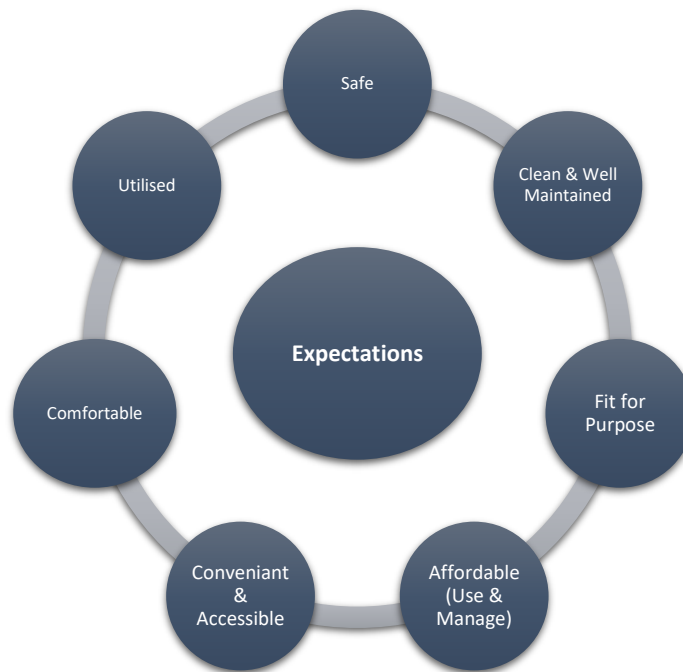 Safe
Clean & Well
Maintained
Fit for
Purpose
Affordable
(Use &
Manage)
Conveniant
&
Accessible
Comfortable
Utilised
Expectations